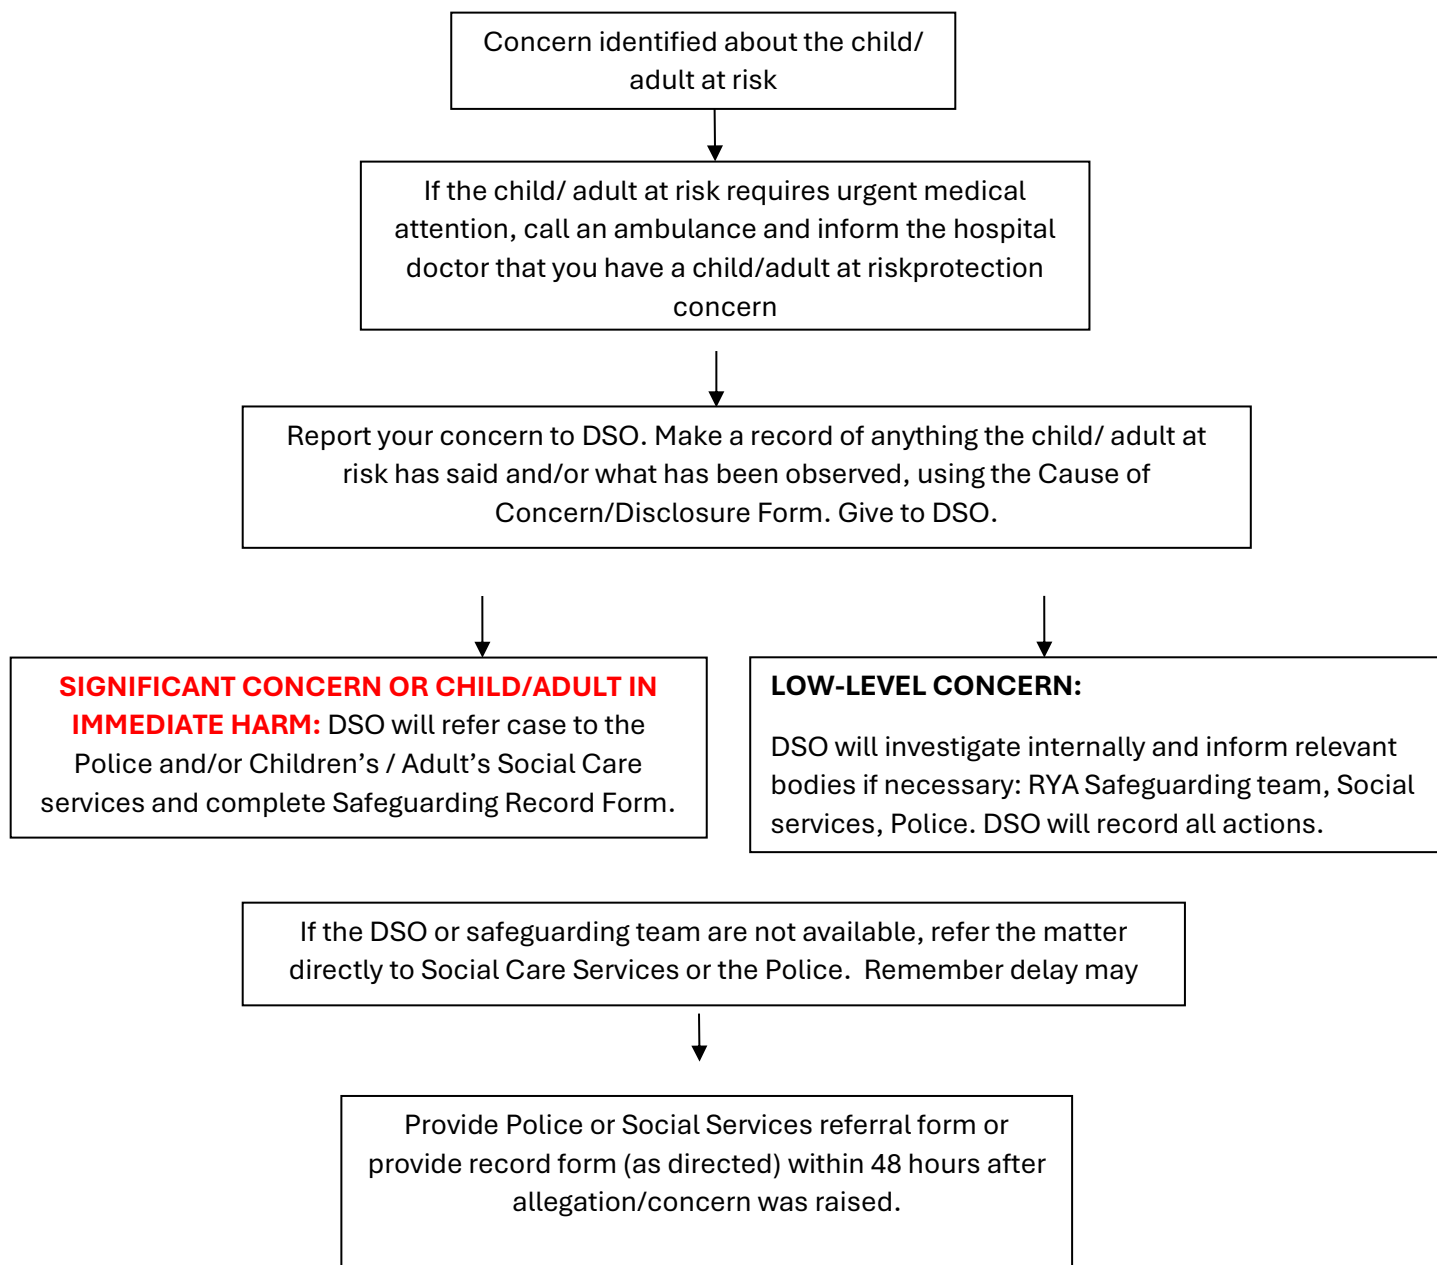 Concern identified about the child/
adult at risk
If the child/ adult at risk requires urgent medical
attention, call an ambulance and inform the hospital
doctor that you have a child/adult at riskprotection
concern
Report your concern to DSO. Make a record of anything the child/ adult at
risk has said and/or what has been observed, using the Cause of
Concern/Disclosure Form. Give to DSO.
SIGNIFICANT CONCERN OR CHILD/ADULT IN
IMMEDIATE HARM: DSO will refer case to the
Police and/or Children’s / Adult’s Social Care
services and complete Safeguarding Record Form.
LOW-LEVEL CONCERN:
DSO will investigate internally and inform relevant
bodies if necessary: RYA Safeguarding team, Social
services, Police. DSO will record all actions.
If the DSO or safeguarding team are not available, refer the matter
directly to Social Care Services or the Police.  Remember delay may
Provide Police or Social Services referral form or
provide record form (as directed) within 48 hours after
allegation/concern was raised.